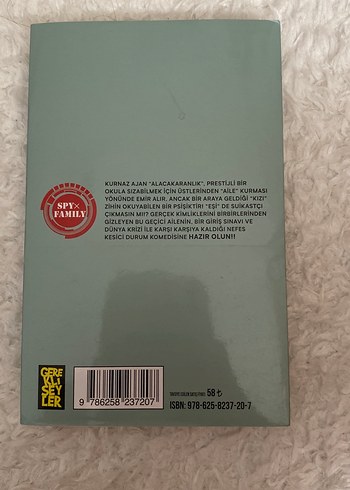 KURNAZ AJAN "ALACAKARANLIK", PRESTİJLİ BİR
OKULA SIZABİLMEK İÇİN ÜSTLERİNDEN "AİLE" KURMASI
YÖNÜNDE EMİR ALIR. ANCAK BİR ARAYA GELDİĞİ "KIZI"
ZİHİN OKUYABİLEN BİR PSİŞİKTİR! "EŞİ" DE SUİKASTÇI
ÇIKMASIN MI!? GERÇEK KİMLİKLERİNİ BİRBİRLERİNDEN
GİZLEYEN BU GEÇİCİ AİLENİN, BİR GİRİŞ SINAVI VE
DÜNYA KRİZİ İLE KARŞI KARŞIYA KALDIĞI NEFES
KESİCİ DURUM KOMEDİSİNE HAZIR OLUN!!
SPY×
FAMILY
GERE
KLİ
ŞEY
LER
9 786258 237207
58 ₺
ISBN: 978-625-8237-20-7